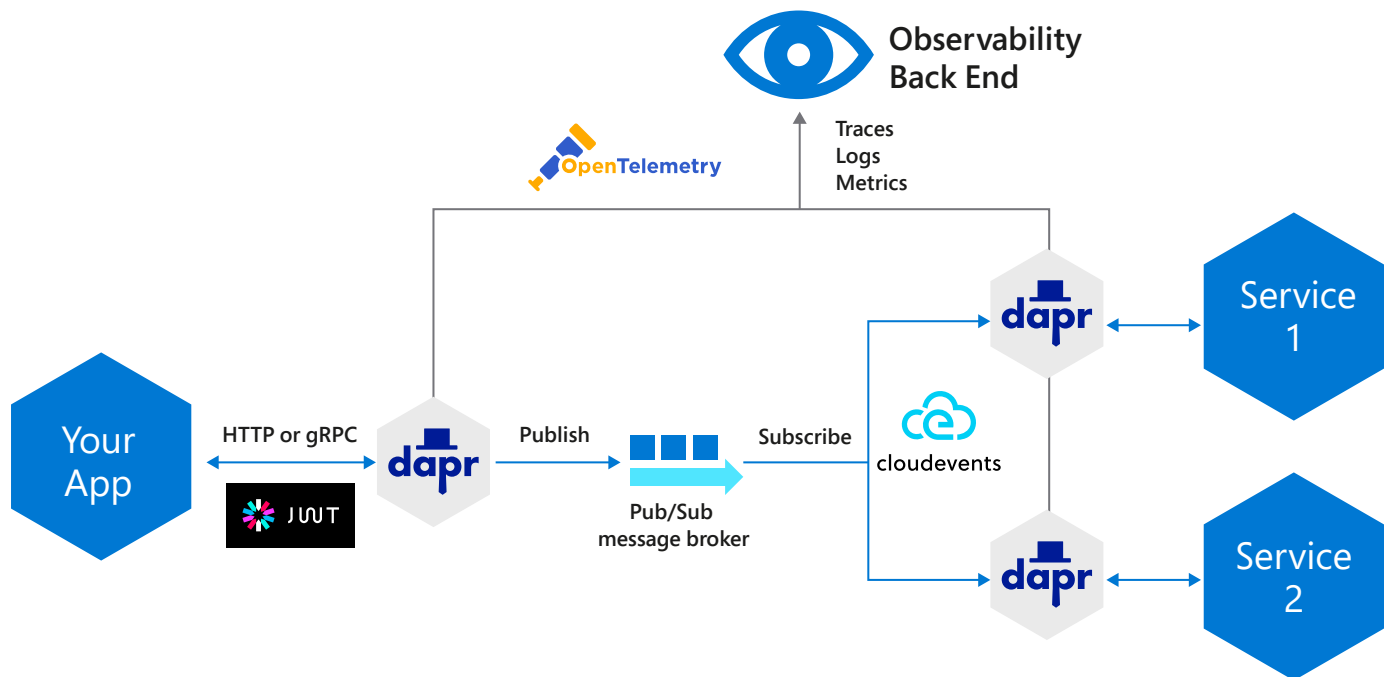 Observability
Back End
Traces
Logs
Metrics
OpenTelemetry
dapr
Service
1
Your
App
HTTP or gRPC
JWT
dapr
Publish
Subscribe
cloudevents
Pub/Sub
message broker
dapr
Service
2